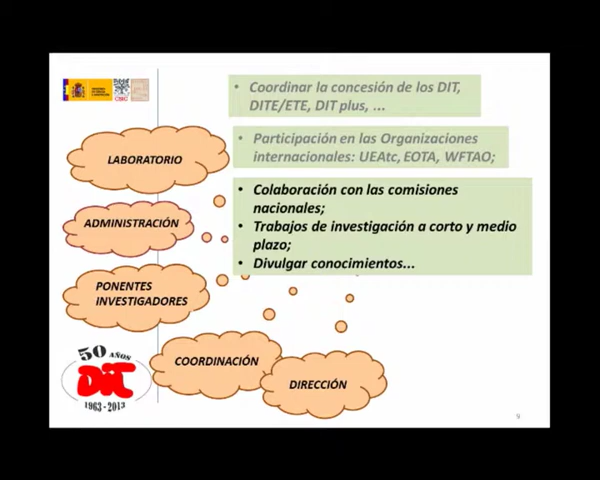 CSIC
• Coordinar la concesión de los DIT,
DITE/ETE, DIT plus, ...
• Participación en las Organizaciones
internacionales: UEAtc, EOTA, WFTAO;
• Colaboración con las comisiones
nacionales;
• Trabajos de investigación a corto y medio
plazo;
• Divulgar conocimientos...
LABORATORIO
ADMINISTRACIÓN
PONENTES
INVESTIGADORES
COORDINACIÓN
DIRECCIÓN
50 AÑOS
DIT
1963-2013
9